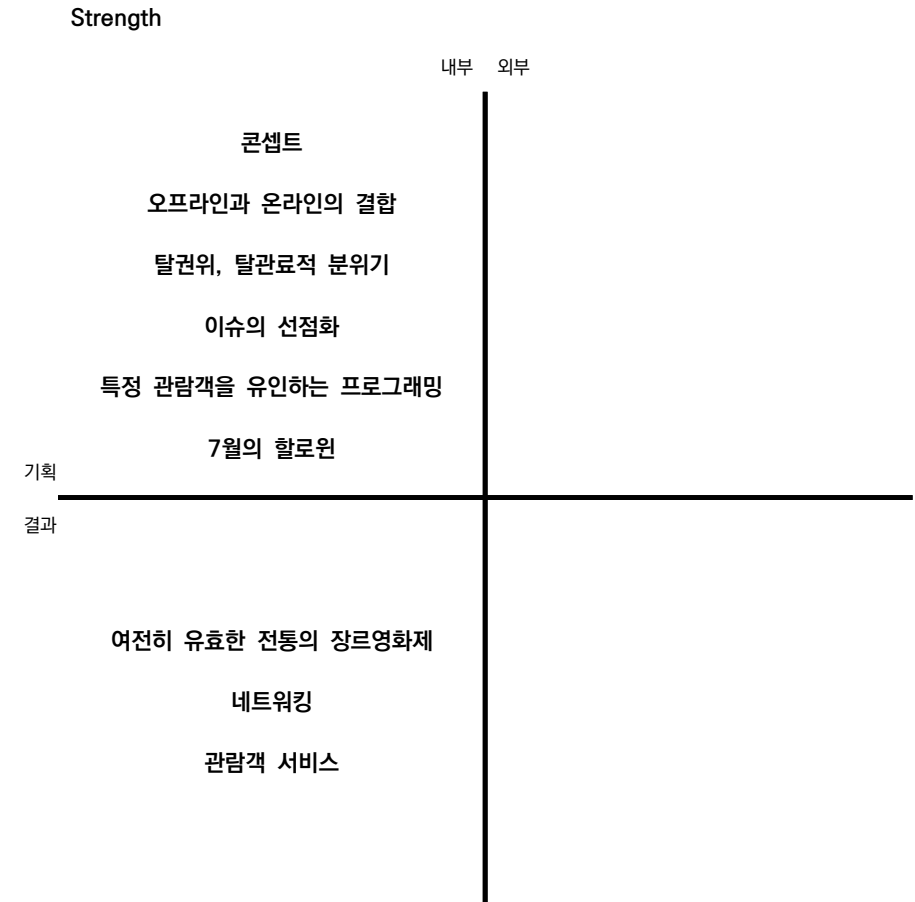 Strength
내부 외부
콘셉트
오프라인과 온라인의 결합
탈권위, 탈관료적 분위기
이슈의 선점화
특정 관람객을 유인하는 프로그래밍
7월의 할로윈
기획
결과
여전히 유효한 전통의 장르영화제
네트워킹
관람객 서비스